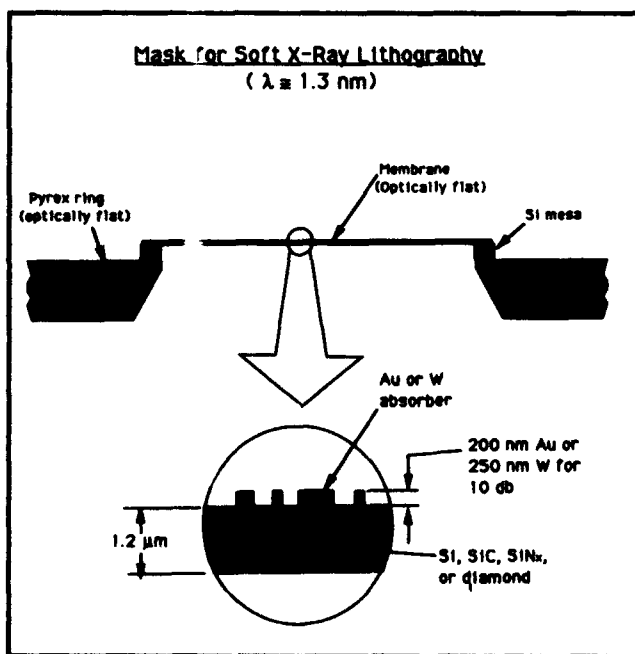 Mask for Soft X-Ray Lithography
( λ ≅ 1.3 nm)
Membrane
(Optically flat)
Pyrex ring
(optically flat)
Si mesa
Au or W
absorber
200 nm Au or
250 nm W for
10 db
1.2 μm
Si, SiC, SiNx,
or diamond